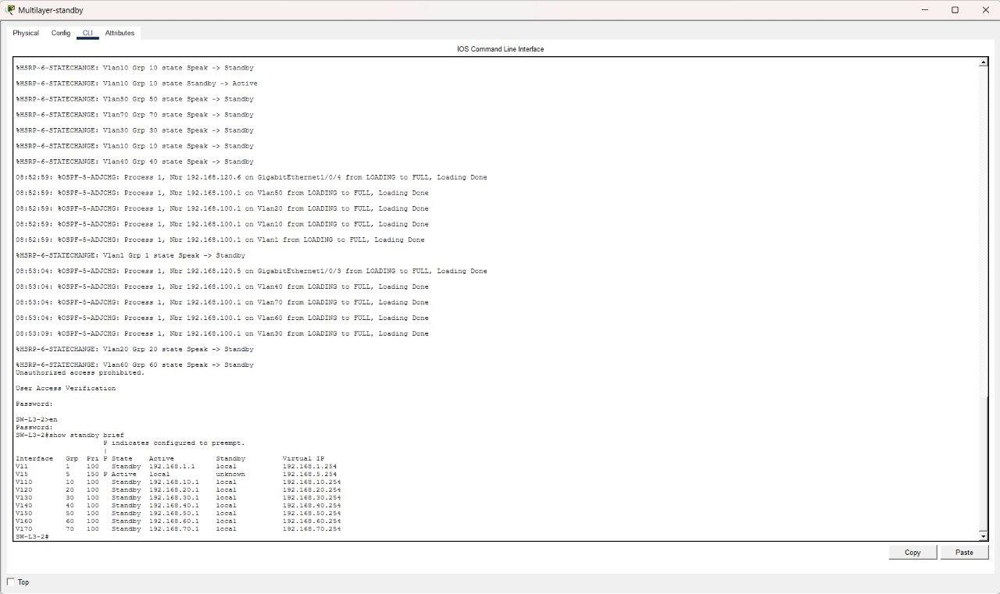 Multilayer-standby
Physical Config CLI Attributes
IOS Command Line Interface
%HSRP-6-STATECHANGE: Vlan10 Grp 10 state Speak -> Standby
%HSRP-6-STATECHANGE: Vlan10 Grp 10 state Standby -> Active
%HSRP-6-STATECHANGE: Vlan50 Grp 50 state Speak -> Standby
%HSRP-6-STATECHANGE: Vlan70 Grp 70 state Speak -> Standby
%HSRP-6-STATECHANGE: Vlan30 Grp 30 state Speak -> Standby
%HSRP-6-STATECHANGE: Vlan10 Grp 10 state Speak -> Standby
%HSRP-6-STATECHANGE: Vlan40 Grp 40 state Speak -> Standby
08:52:59: %OSPF-5-ADJCHG: Process 1, Nbr 192.168.120.6 on GigabitEthernet1/0/4 from LOADING to FULL, Loading Done
08:52:59: %OSPF-5-ADJCHG: Process 1, Nbr 192.168.100.1 on Vlan50 from LOADING to FULL, Loading Done
08:52:59: %OSPF-5-ADJCHG: Process 1, Nbr 192.168.100.1 on Vlan20 from LOADING to FULL, Loading Done
08:52:59: %OSPF-5-ADJCHG: Process 1, Nbr 192.168.100.1 on Vlan10 from LOADING to FULL, Loading Done
08:52:59: %OSPF-5-ADJCHG: Process 1, Nbr 192.168.100.1 on Vlan1 from LOADING to FULL, Loading Done
%HSRP-6-STATECHANGE: Vlan1 Grp 1 state Speak -> Standby
08:53:04: %OSPF-5-ADJCHG: Process 1, Nbr 192.168.120.5 on GigabitEthernet1/0/3 from LOADING to FULL, Loading Done
08:53:04: %OSPF-5-ADJCHG: Process 1, Nbr 192.168.100.1 on Vlan40 from LOADING to FULL, Loading Done
08:53:04: %OSPF-5-ADJCHG: Process 1, Nbr 192.168.100.1 on Vlan70 from LOADING to FULL, Loading Done
08:53:04: %OSPF-5-ADJCHG: Process 1, Nbr 192.168.100.1 on Vlan60 from LOADING to FULL, Loading Done
08:53:09: %OSPF-5-ADJCHG: Process 1, Nbr 192.168.100.1 on Vlan30 from LOADING to FULL, Loading Done
%HSRP-6-STATECHANGE: Vlan20 Grp 20 state Speak -> Standby
%HSRP-6-STATECHANGE: Vlan60 Grp 60 state Speak -> Standby
Unauthorized access prohibited.
User Access Verification
Password:
SW-L3-2>en
Password:
SW-L3-2#show standby brief
P indicates configured to preempt.
|
Interface Grp Pri P State Active Standby Virtual IP
Vl1 1 100 Standby 192.168.1.1 local 192.168.1.254
Vl5 5 150 P Active local unknown 192.168.5.254
Vl10 10 100 Standby 192.168.10.1 local 192.168.10.254
Vl20 20 100 Standby 192.168.20.1 local 192.168.20.254
Vl30 30 100 Standby 192.168.30.1 local 192.168.30.254
Vl40 40 100 Standby 192.168.40.1 local 192.168.40.254
Vl50 50 100 Standby 192.168.50.1 local 192.168.50.254
Vl60 60 100 Standby 192.168.60.1 local 192.168.60.254
Vl70 70 100 Standby 192.168.70.1 local 192.168.70.254
SW-L3-2#
Copy Paste
Top